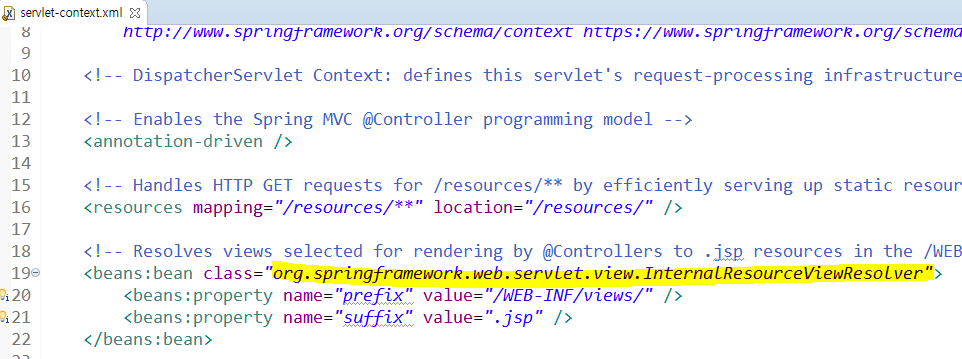 servlet-context.xml
8 http://www.springframework.org/schema/context https://www.springframework.org/schema
9
10 <!-- DispatcherServlet Context: defines this servlet's request-processing infrastructure
11
12 <!-- Enables the Spring MVC @Controller programming model -->
13 <annotation-driven />
14
15 <!-- Handles HTTP GET requests for /resources/** by efficiently serving up static resour
16 <resources mapping="/resources/**" location="/resources/" />
17
18 <!-- Resolves views selected for rendering by @Controllers to .jsp resources in the /WEB
19 <beans:bean class="org.springframework.web.servlet.view.InternalResourceViewResolver">
20 <beans:property name="prefix" value="/WEB-INF/views/" />
21 <beans:property name="suffix" value=".jsp" />
22 </beans:bean>